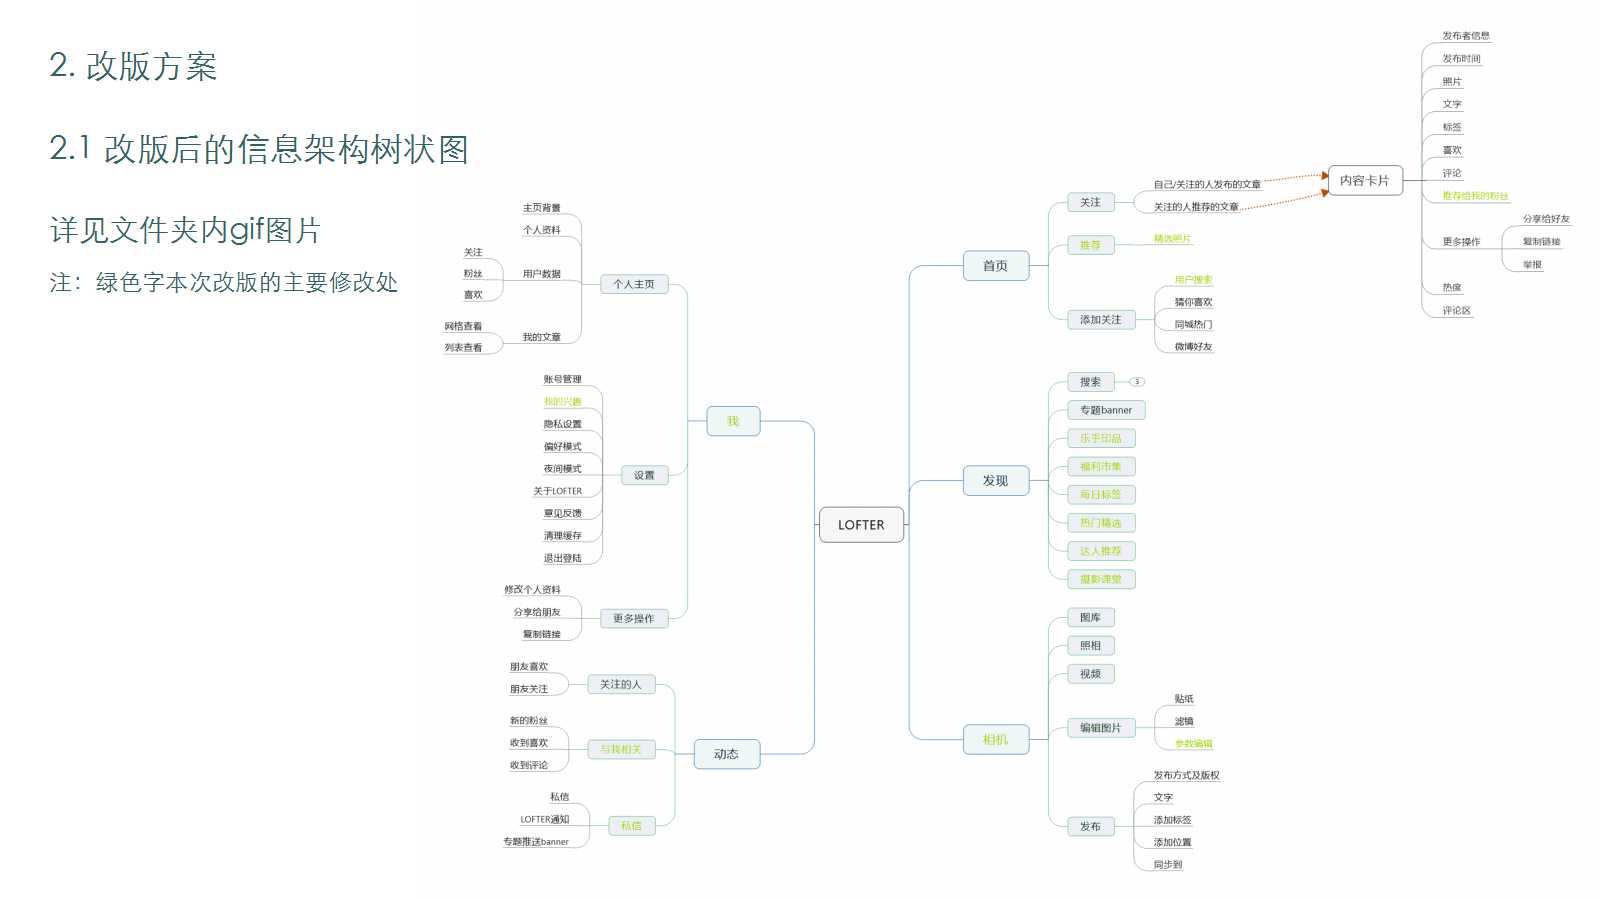 2. 改版方案
2.1 改版后的信息架构树状图
详见文件夹内gif图片
注：绿色字本次改版的主要修改处
LOFTER
首页
关注
自己/关注的人发布的文章
关注的人推荐的文章
推荐
精选照片
添加关注
用户搜索
猜你喜欢
同城热门
微博好友
内容卡片
发布者信息
发布时间
照片
文字
标签
喜欢
评论
推荐给我的粉丝
更多操作
分享给好友
复制链接
举报
热度
评论区
发现
搜索
3
专题banner
乐乎印品
福利市集
每日标签
热门精选
达人推荐
摄影课堂
相机
图库
照相
视频
编辑图片
贴纸
滤镜
参数编辑
发布
发布方式及版权
文字
添加标签
添加位置
同步到
我
个人主页
主页背景
个人资料
用户数据
关注
粉丝
喜欢
我的文章
网格查看
列表查看
设置
账号管理
我的兴趣
隐私设置
偏好模式
夜间模式
关于LOFTER
意见反馈
清理缓存
退出登陆
更多操作
修改个人资料
分享给朋友
复制链接
动态
关注的人
朋友喜欢
朋友关注
与我相关
新的粉丝
收到喜欢
收到评论
私信
私信
LOFTER通知
专题推送banner